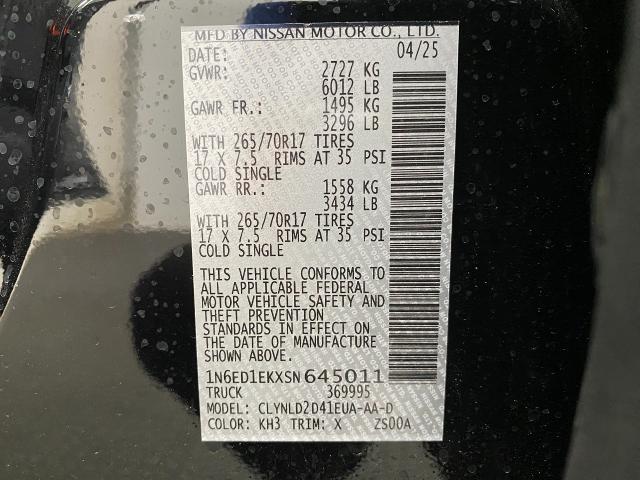 MFD BY NISSAN MOTOR CO., LTD.
DATE: 04/25
GVWR: 2727 KG
6012 LB
GAWR FR.: 1495 KG
3296 LB
WITH 265/70R17 TIRES
17 X 7.5 RIMS AT 35 PSI
COLD SINGLE
GAWR RR.: 1558 KG
3434 LB
WITH 265/70R17 TIRES
17 X 7.5 RIMS AT 35 PSI
COLD SINGLE
THIS VEHICLE CONFORMS TO
ALL APPLICABLE FEDERAL
MOTOR VEHICLE SAFETY AND
THEFT PREVENTION
STANDARDS IN EFFECT ON
THE DATE OF MANUFACTURE
SHOWN ABOVE.
1N6ED1EKXSN645011
TRUCK 369995
MODEL: CLYNLD2D41EUA-AA-D
COLOR: KH3 TRIM: X ZS00A